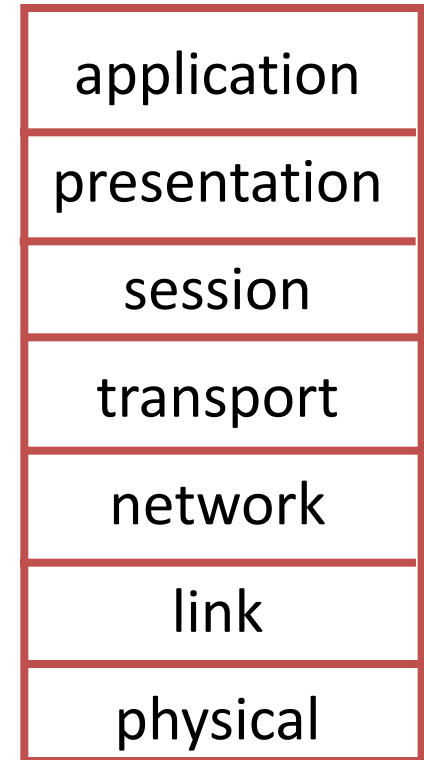 application
presentation
session
transport
network
link
physical